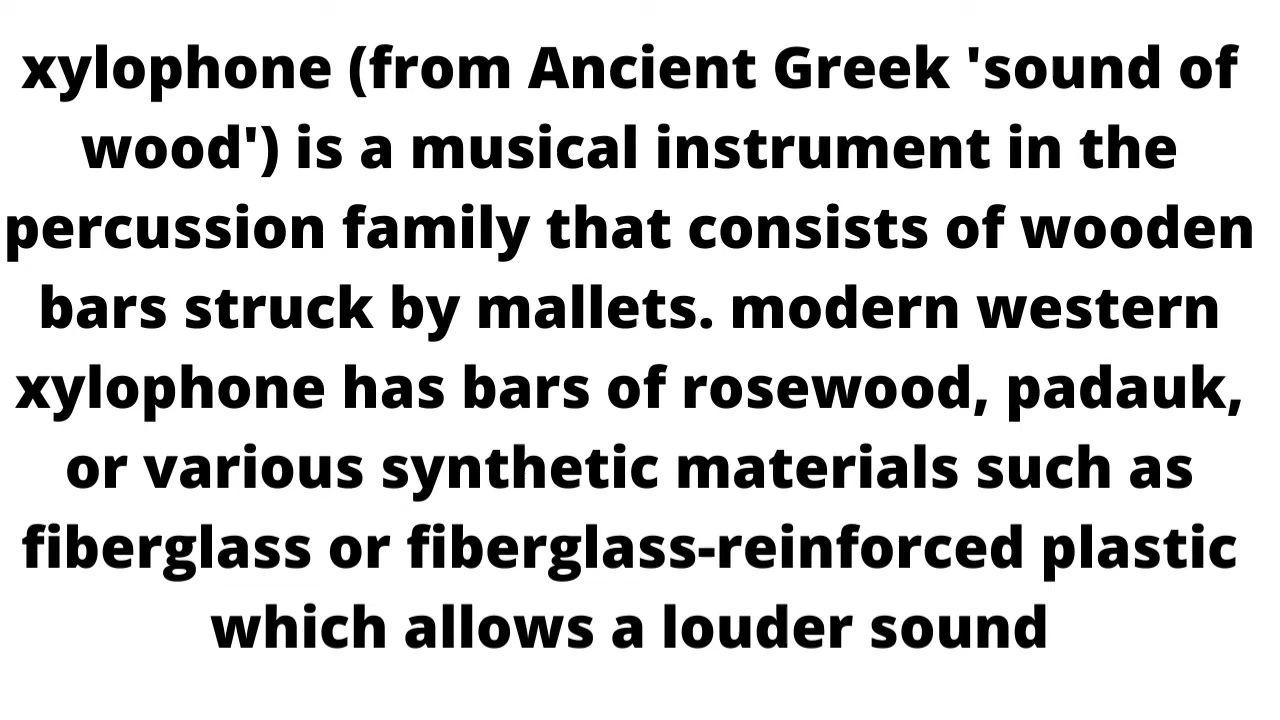 xylophone (from Ancient Greek 'sound of
wood') is a musical instrument in the
percussion family that consists of wooden
bars struck by mallets. modern western
xylophone has bars of rosewood, padauk,
or various synthetic materials such as
fiberglass or fiberglass-reinforced plastic
which allows a louder sound